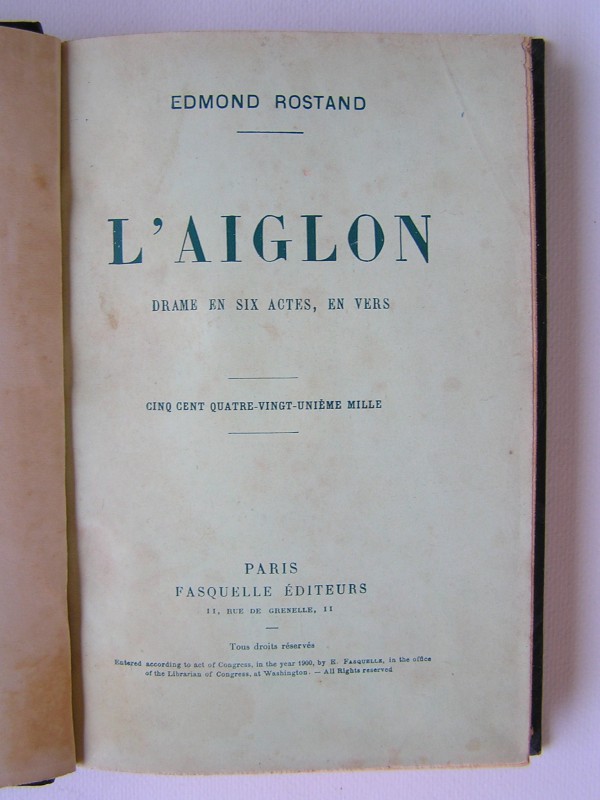 EDMOND ROSTAND
L'AIGLON
DRAME EN SIX ACTES, EN VERS
CINQ CENT QUATRE-VINGT-UNIÈME MILLE
PARIS
FASQUELLE ÉDITEURS
11, RUE DE GRENELLE, 11
Tous droits réservés
Entered according to act of Congress, in the year 1900, by E. FASQUELLE, in the office
of the Librarian of Congress, at Washington. — All Rights reserved